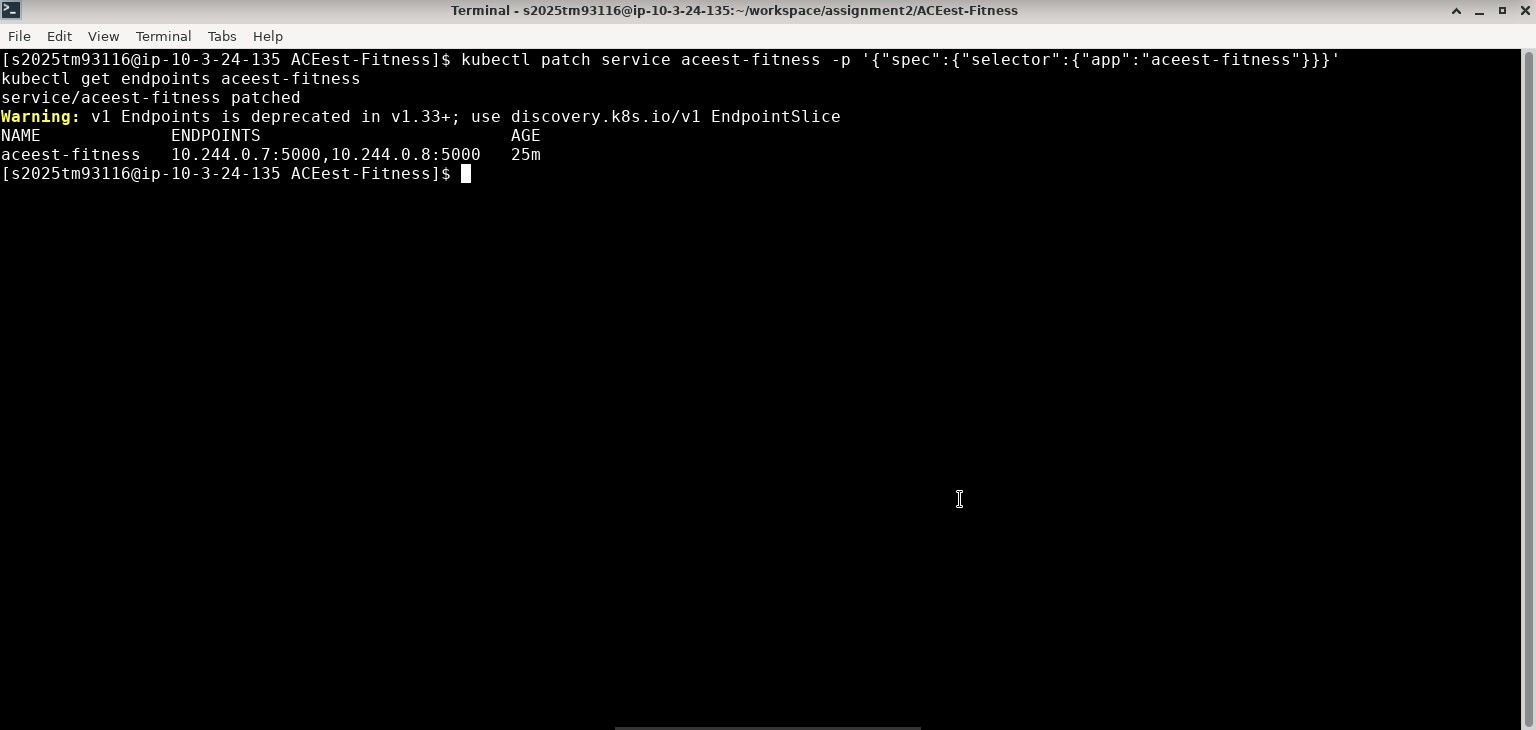 Terminal - s2025tm93116@ip-10-3-24-135:~/workspace/assignment2/ACEest-Fitness
File Edit View Terminal Tabs Help
[s2025tm93116@ip-10-3-24-135 ACEest-Fitness]$ kubectl patch service aceest-fitness -p '{"spec":{"selector":{"app":"aceest-fitness"}}}'
kubectl get endpoints aceest-fitness
service/aceest-fitness patched
Warning: v1 Endpoints is deprecated in v1.33+; use discovery.k8s.io/v1 EndpointSlice
NAME             ENDPOINTS                         AGE
aceest-fitness   10.244.0.7:5000,10.244.0.8:5000   25m
[s2025tm93116@ip-10-3-24-135 ACEest-Fitness]$